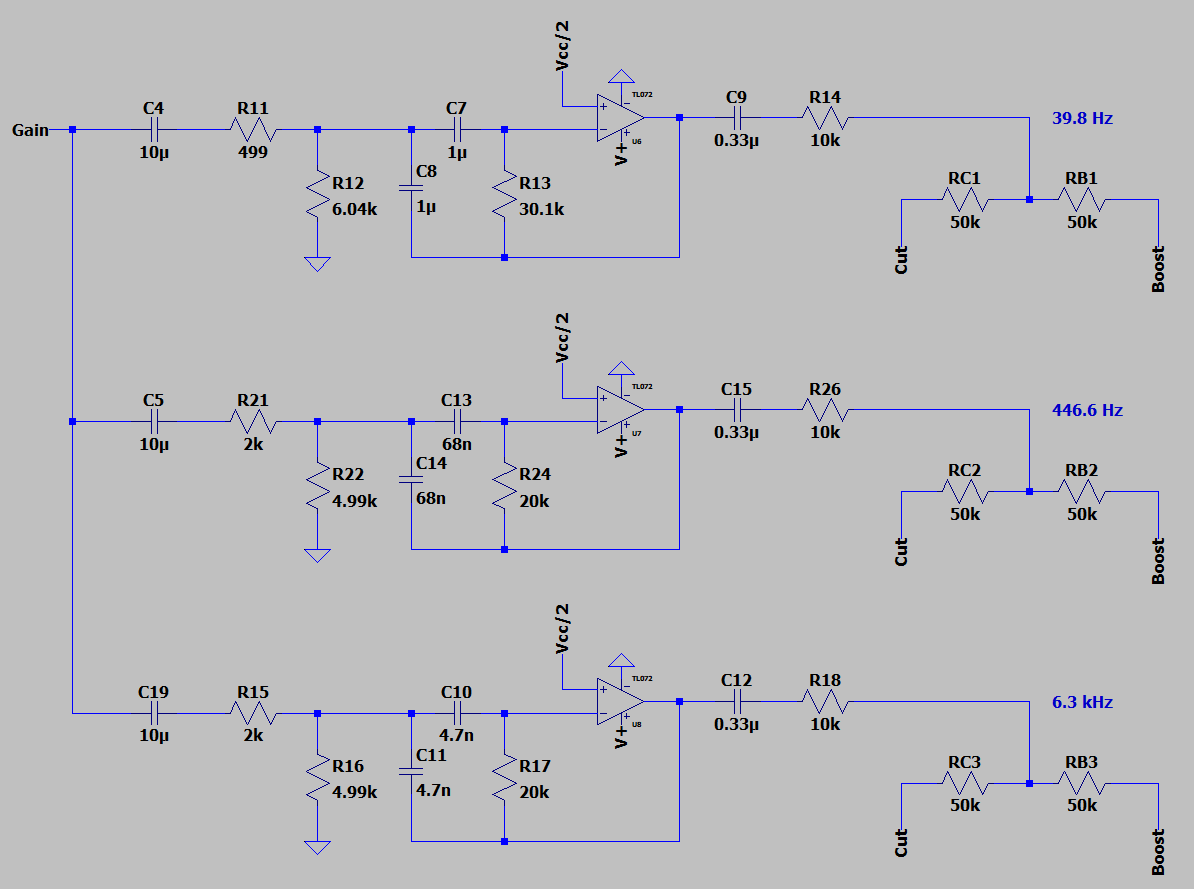 Vcc/2
C4
R11
C7
TL072
C9
R14
39.8 Hz
Gain
+
−
−
+
U6
10µ
499
1µ
V+
0.33µ
10k
R12
6.04k
C8
1µ
R13
30.1k
RC1
RB1
50k
50k
Cut
Boost
Vcc/2
C5
R21
C13
TL072
C15
R26
446.6 Hz
+
−
−
+
U7
10µ
2k
68n
V+
0.33µ
10k
R22
4.99k
C14
68n
R24
20k
RC2
RB2
50k
50k
Cut
Boost
Vcc/2
C19
R15
C10
TL072
C12
R18
6.3 kHz
+
−
−
+
U8
10µ
2k
4.7n
V+
0.33µ
10k
R16
4.99k
C11
4.7n
R17
20k
RC3
RB3
50k
50k
Cut
Boost